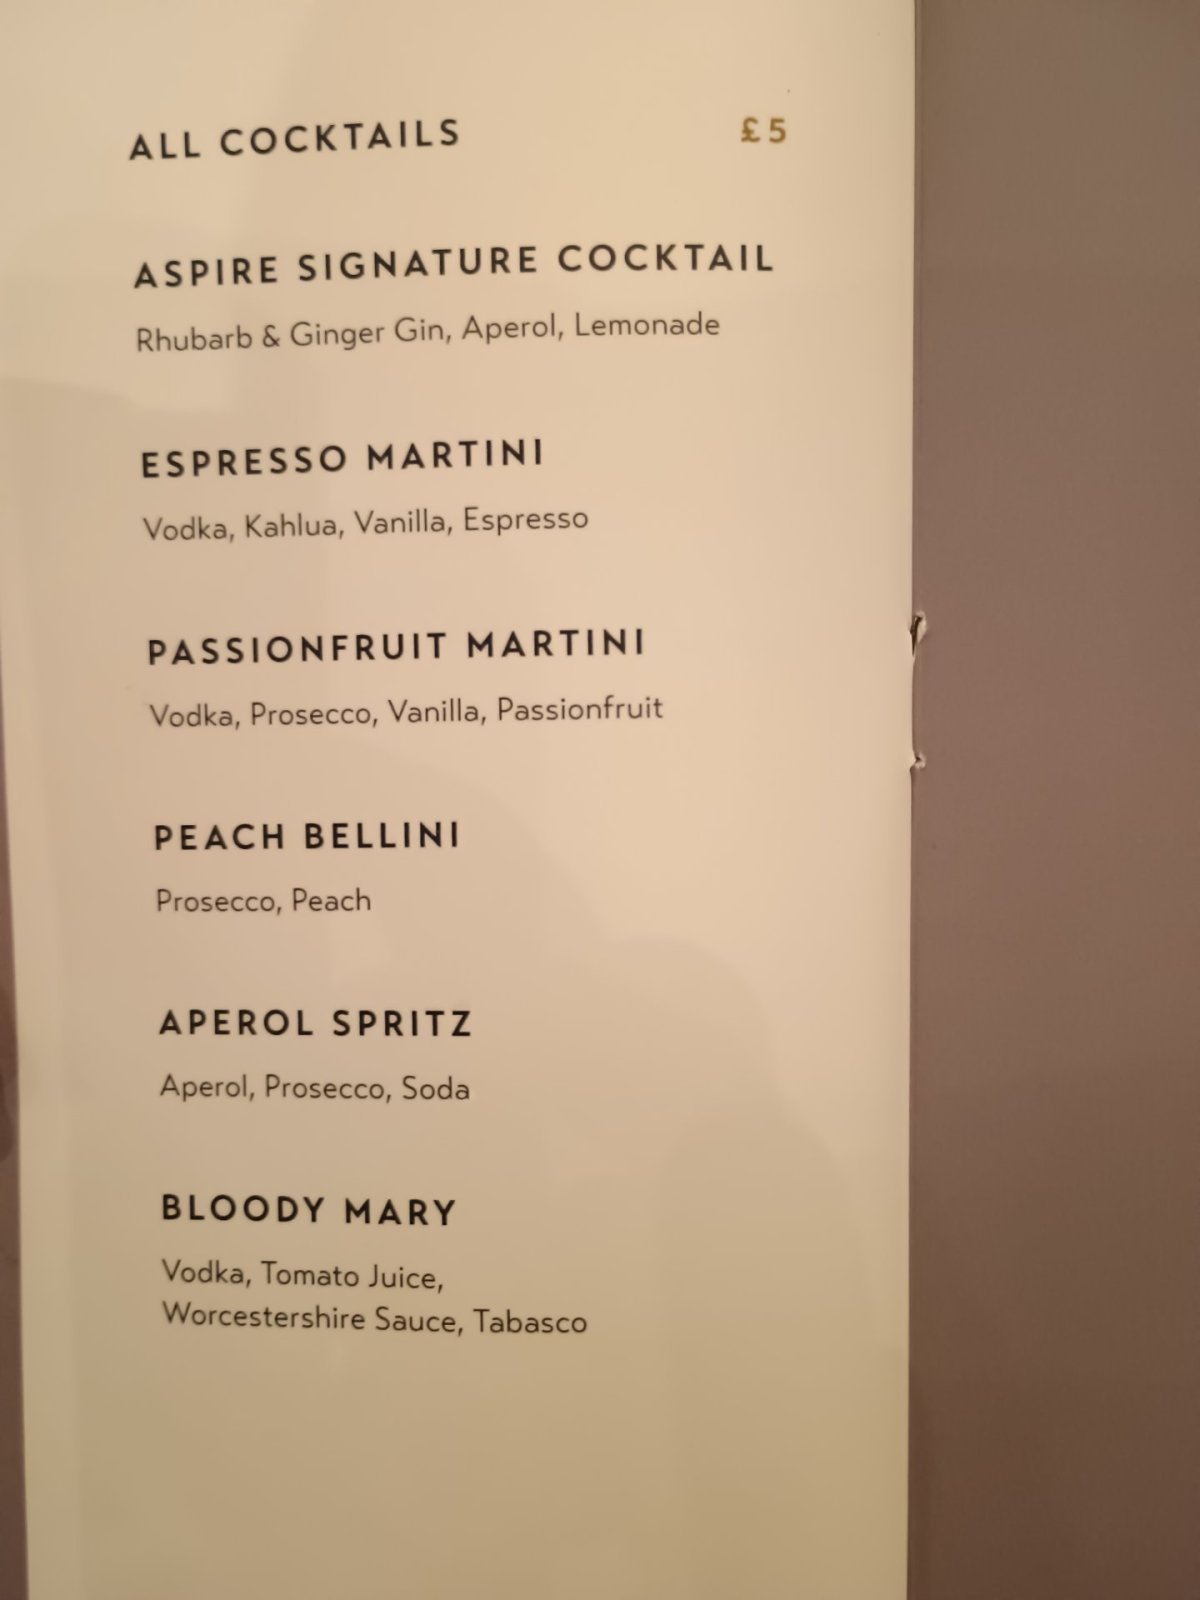 ALL COCKTAILS £5
ASPIRE SIGNATURE COCKTAIL
Rhubarb & Ginger Gin, Aperol, Lemonade
ESPRESSO MARTINI
Vodka, Kahlua, Vanilla, Espresso
PASSIONFRUIT MARTINI
Vodka, Prosecco, Vanilla, Passionfruit
PEACH BELLINI
Prosecco, Peach
APEROL SPRITZ
Aperol, Prosecco, Soda
BLOODY MARY
Vodka, Tomato Juice,
Worcestershire Sauce, Tabasco